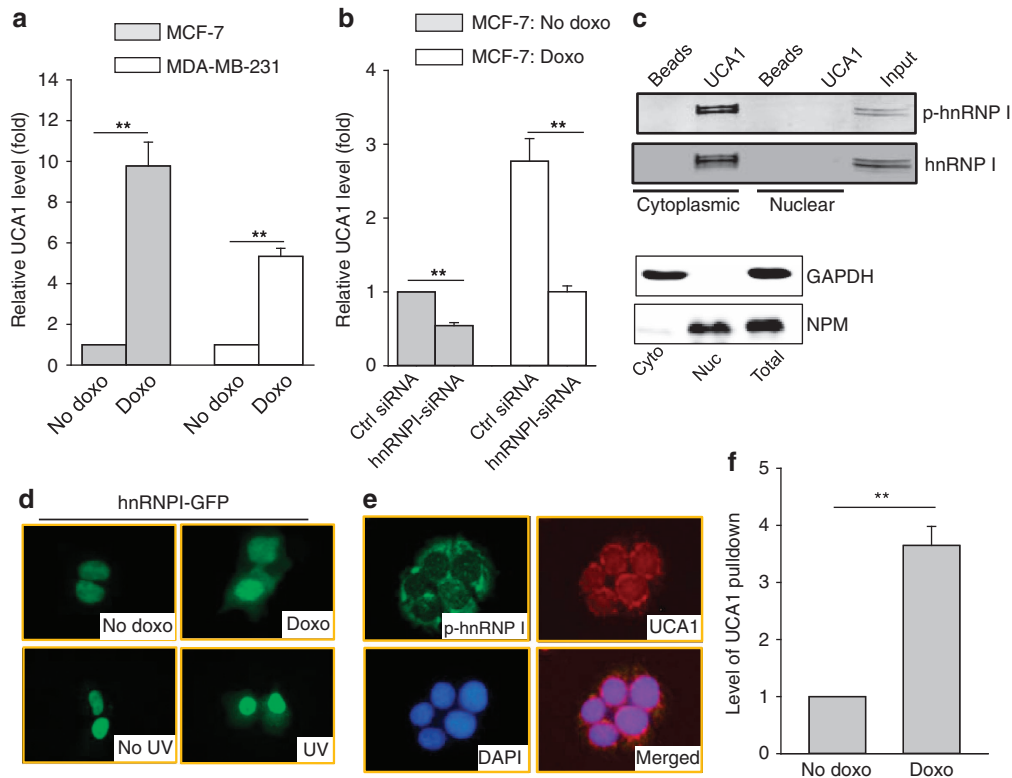 a
MCF-7
MDA-MB-231
Relative UCA1 level (fold)
14
12
10
8
6
4
2
0
**
**
No doxo
Doxo
No doxo
Doxo
b
MCF-7: No doxo
MCF-7: Doxo
Relative UCA1 level (fold)
4
3
2
1
0
**
**
Ctrl siRNA
hnRNPI-siRNA
Ctrl siRNA
hnRNPI-siRNA
c
Beads
UCA1
Beads
UCA1
Input
p-hnRNP I
hnRNP I
Cytoplasmic
Nuclear
GAPDH
NPM
Cyto
Nuc
Total
d
hnRNPI-GFP
No doxo
Doxo
No UV
UV
e
p-hnRNP I
UCA1
DAPI
Merged
f
Level of UCA1 pulldown
5
4
3
2
1
0
**
No doxo
Doxo